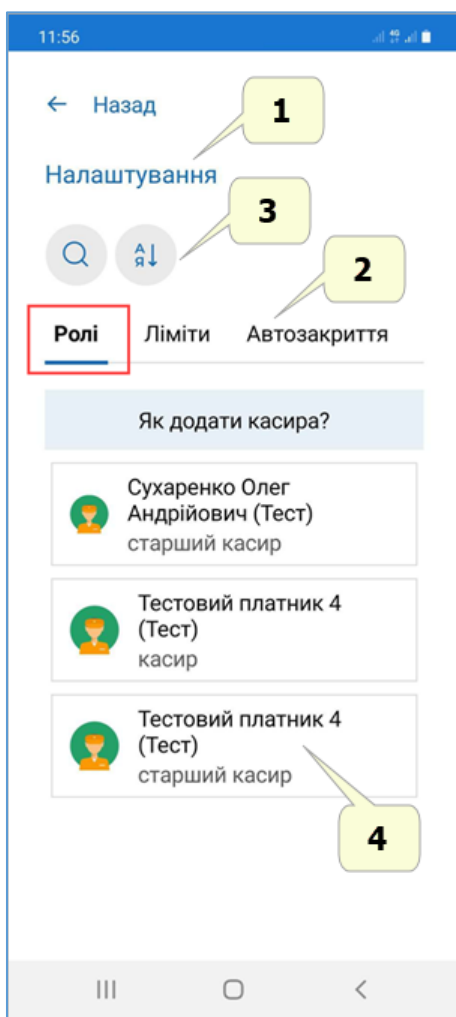 11:56
← Назад
1
Налаштування
3
А
Я
2
Ролі Ліміти Автозакриття
Як додати касира?
Сухаренко Олег
Андрійович (Тест)
старший касир
Тестовий платник 4
(Тест)
касир
Тестовий платник 4
(Тест)
старший касир
4